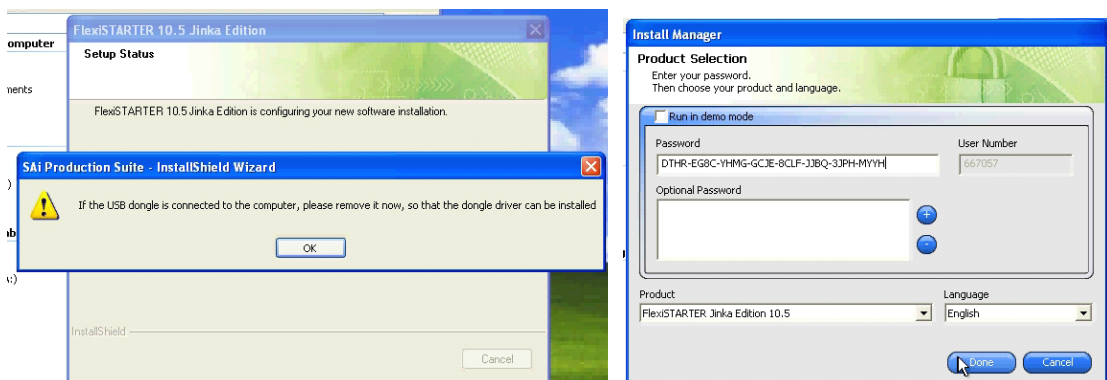 FlexiSTARTER 10.5 Jinka Edition
omputer
Setup Status
ments
FlexiSTARTER 10.5 Jinka Edition is configuring your new software installation.
SAi Production Suite - InstallShield Wizard
)
If the USB dongle is connected to the computer, please remove it now, so that the dongle driver can be installed
ab
OK
:)
InstallShield
Cancel
Install Manager
Product Selection
Enter your password.
Then choose your product and language.
Run in demo mode
Password
User Number
DTHR-EG8C-YHMG-GCJE-8CLF-JJBQ-3JPH-MYYH
667057
Optional Password
+
-
Product
Language
FlexiSTARTER Jinka Edition 10.5
English
Done
Cancel